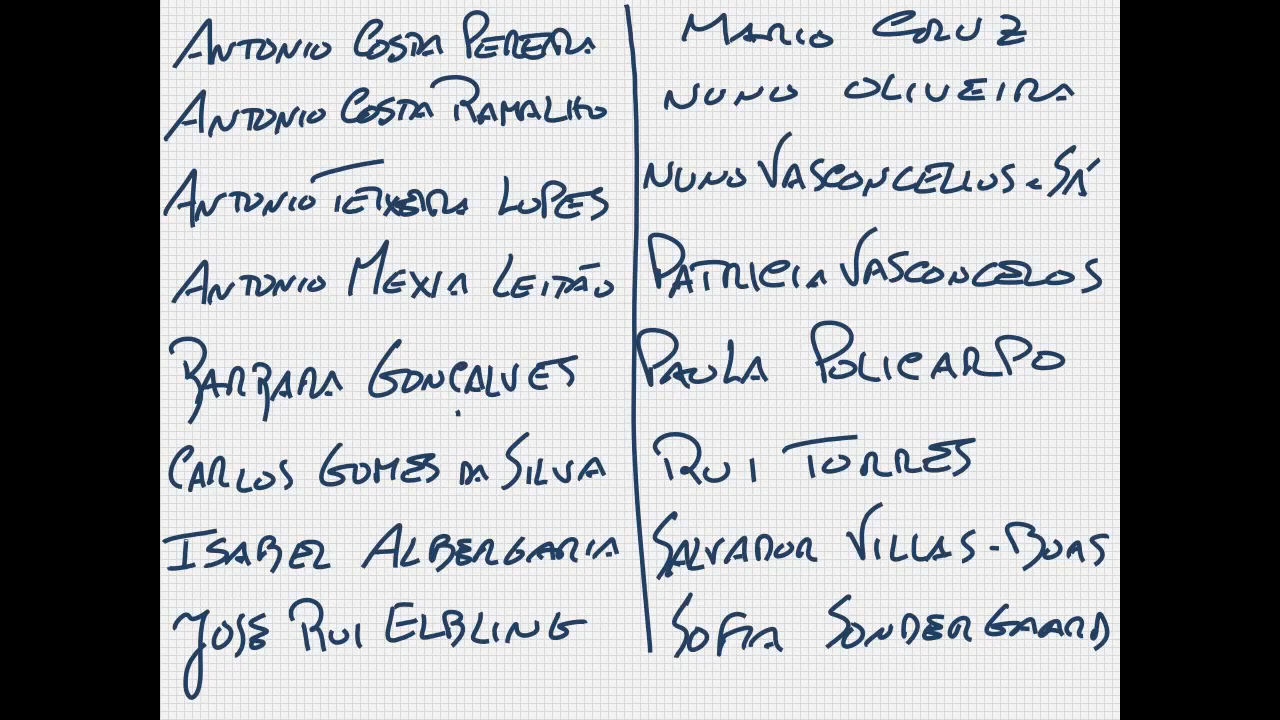 ANTONIO COSTA PEREIRA
ANTONIO COSTA RAMALHO
ANTONIO TEIXEIRA LOPES
ANTONIO MEXIA LEITÃO
BARBARA GONÇALVES
CARLOS GOMES DA SILVA
ISABEL ALBERGARIA
JOSÉ RUI ELBLING
MARIO CRUZ
NUNO OLIVEIRA
NUNO VASCONCELLOS - SÁ
PATRICIA VASCONCELOS
PAULA POLICARPO
RUI TORRES
SALVADOR VILLAS-BOAS
SOFIA SONDERGAARD